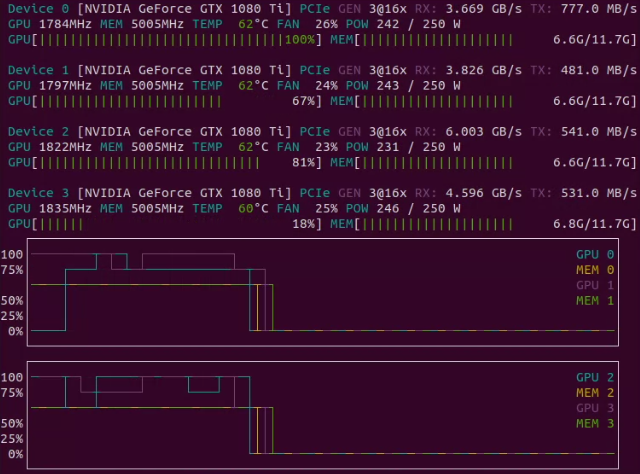 Device 0 [NVIDIA GeForce GTX 1080 Ti] PCIe GEN 3@16x RX: 3.669 GB/s TX: 777.0 MB/s
GPU 1784MHz MEM 5005MHz TEMP 62°C FAN 26% POW 242 / 250 W
GPU[||||||||||||||||||||||||||||||||100%] MEM[|||||||||||||||||||| 6.6G/11.7G]
Device 1 [NVIDIA GeForce GTX 1080 Ti] PCIe GEN 3@16x RX: 3.826 GB/s TX: 481.0 MB/s
GPU 1797MHz MEM 5005MHz TEMP 62°C FAN 24% POW 243 / 250 W
GPU[|||||||||||||||||||||||| 67%] MEM[|||||||||||||||||||| 6.6G/11.7G]
Device 2 [NVIDIA GeForce GTX 1080 Ti] PCIe GEN 3@16x RX: 6.003 GB/s TX: 541.0 MB/s
GPU 1822MHz MEM 5005MHz TEMP 62°C FAN 23% POW 231 / 250 W
GPU[||||||||||||||||||||||||||||| 81%] MEM[|||||||||||||||||||| 6.6G/11.7G]
Device 3 [NVIDIA GeForce GTX 1080 Ti] PCIe GEN 3@16x RX: 4.596 GB/s TX: 531.0 MB/s
GPU 1835MHz MEM 5005MHz TEMP 60°C FAN 25% POW 246 / 250 W
GPU[|||||| 18%] MEM[|||||||||||||||||||| 6.8G/11.7G]
100 GPU 0
75% MEM 0
GPU 1
50% MEM 1
25%
0%
100 GPU 2
75% MEM 2
GPU 3
50% MEM 3
25%
0%